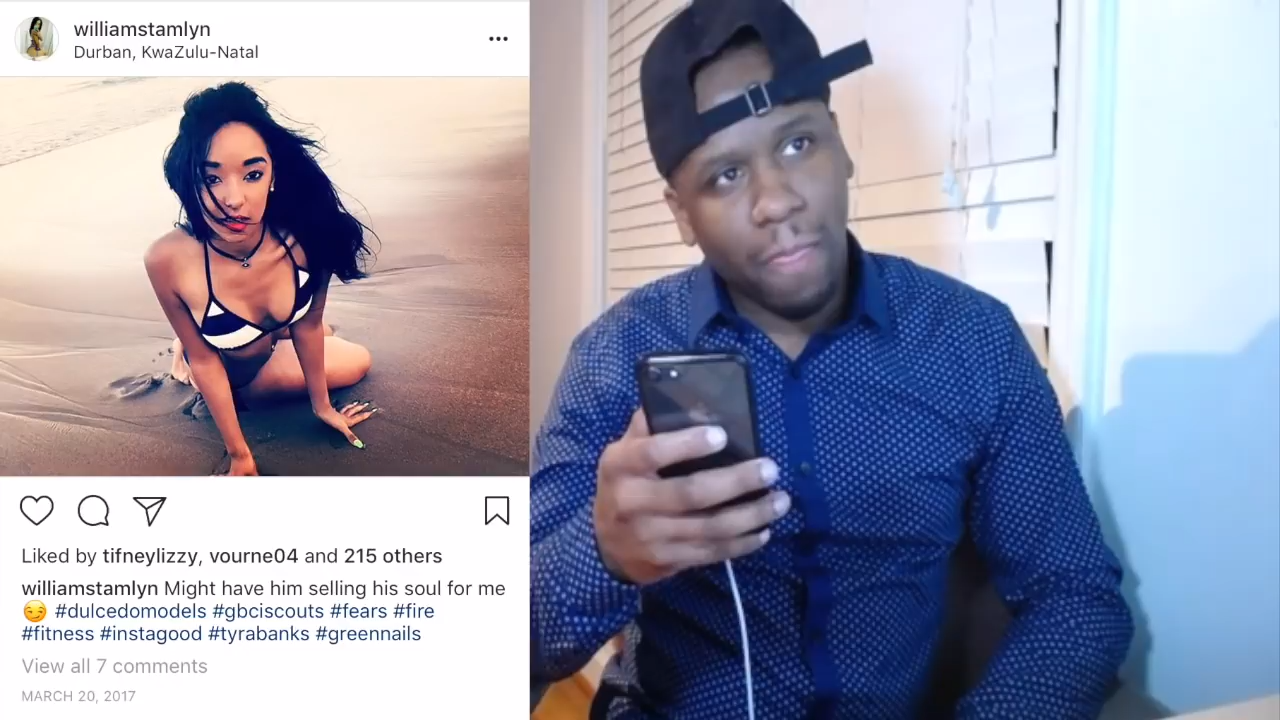 williamstamlyn
Durban, KwaZulu-Natal
Liked by tifneylizzy, vourne04 and 215 others
williamstamlyn Might have him selling his soul for me
😏 #dulcedomodels #gbciscouts #fears #fire
#fitness #instagood #tyrabanks #greennails
View all 7 comments
MARCH 20, 2017